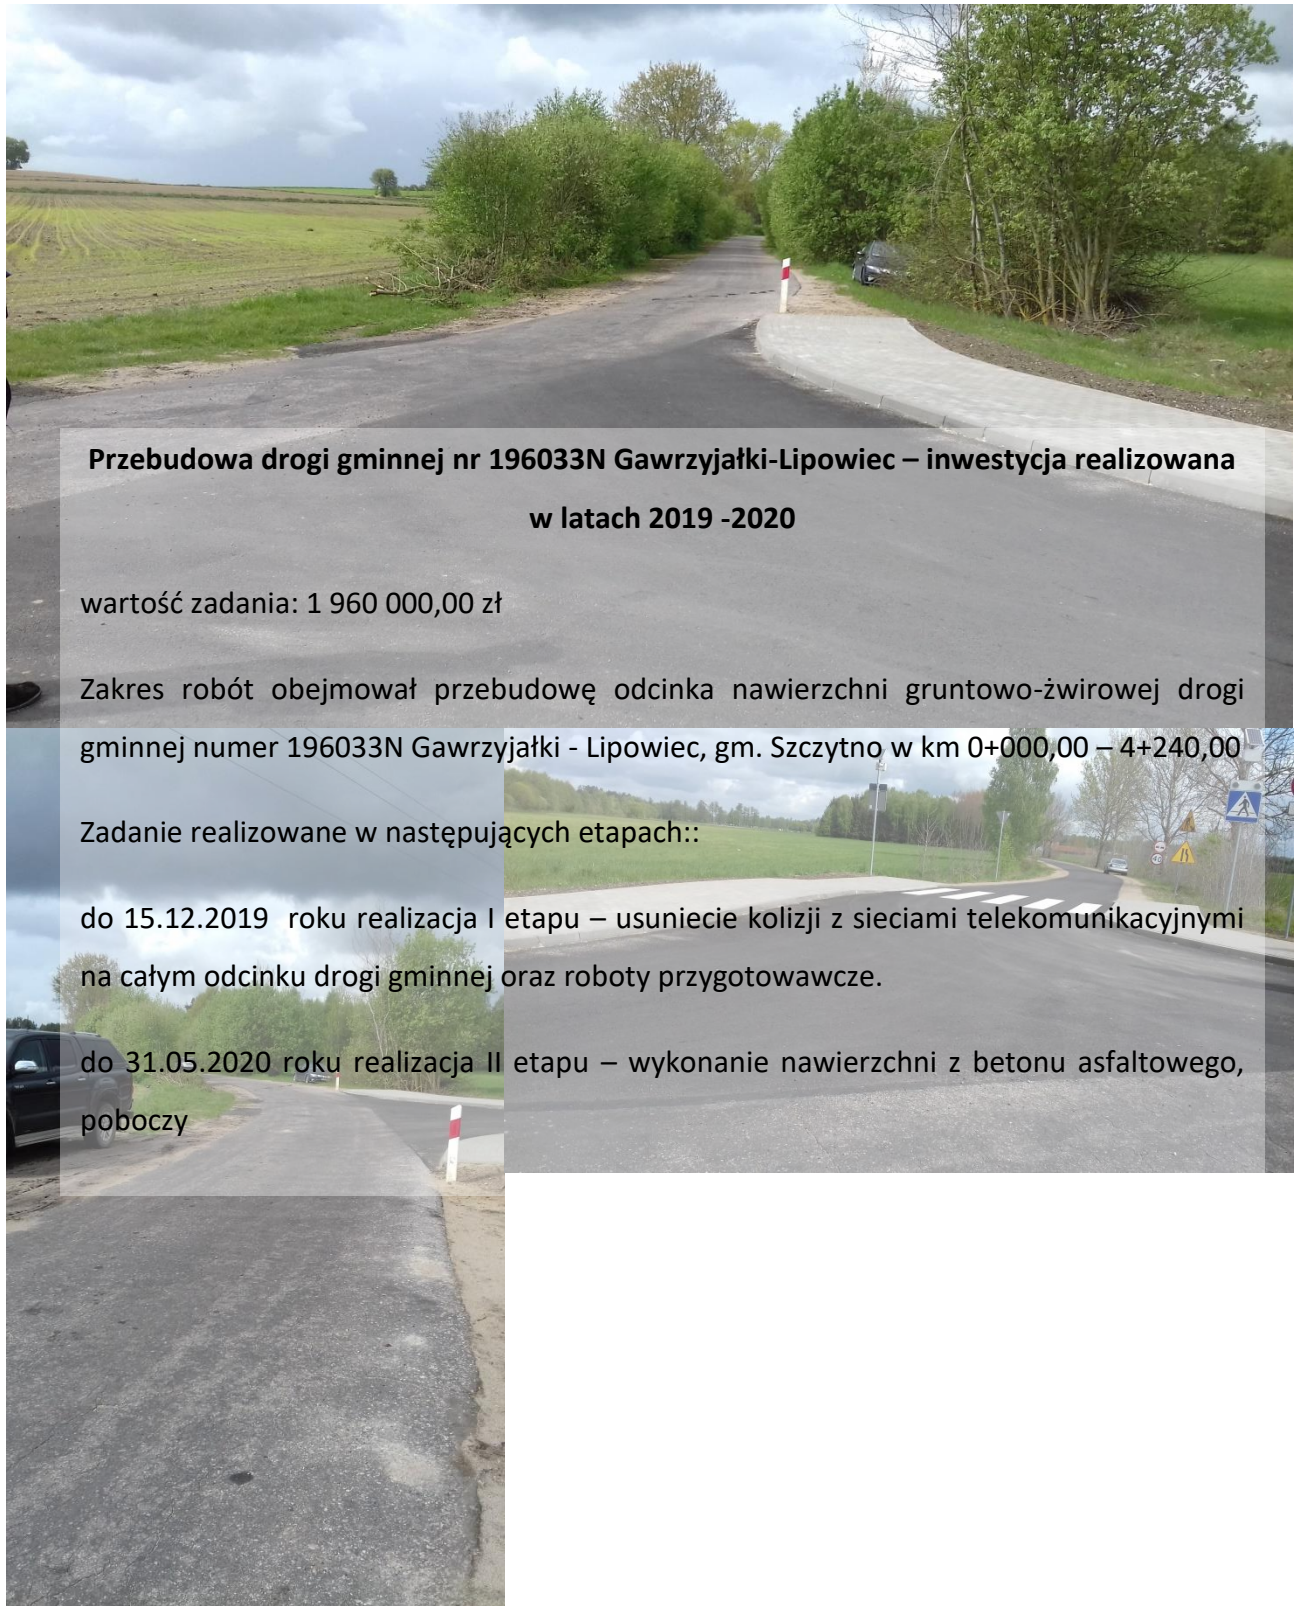 Przebudowa drogi gminnej nr 196033N Gawrzyjałki-Lipowiec – inwestycja realizowana
w latach 2019 -2020
wartość zadania: 1 960 000,00 zł
Zakres robót obejmował przebudowę odcinka nawierzchni gruntowo-żwirowej drogi
gminnej numer 196033N Gawrzyjałki - Lipowiec, gm. Szczytno w km 0+000,00 – 4+240,00
Zadanie realizowane w następujących etapach::
do 15.12.2019  roku realizacja I etapu – usuniecie kolizji z sieciami telekomunikacyjnymi
na całym odcinku drogi gminnej oraz roboty przygotowawcze.
do 31.05.2020 roku realizacja II etapu – wykonanie nawierzchni z betonu asfaltowego,
poboczy